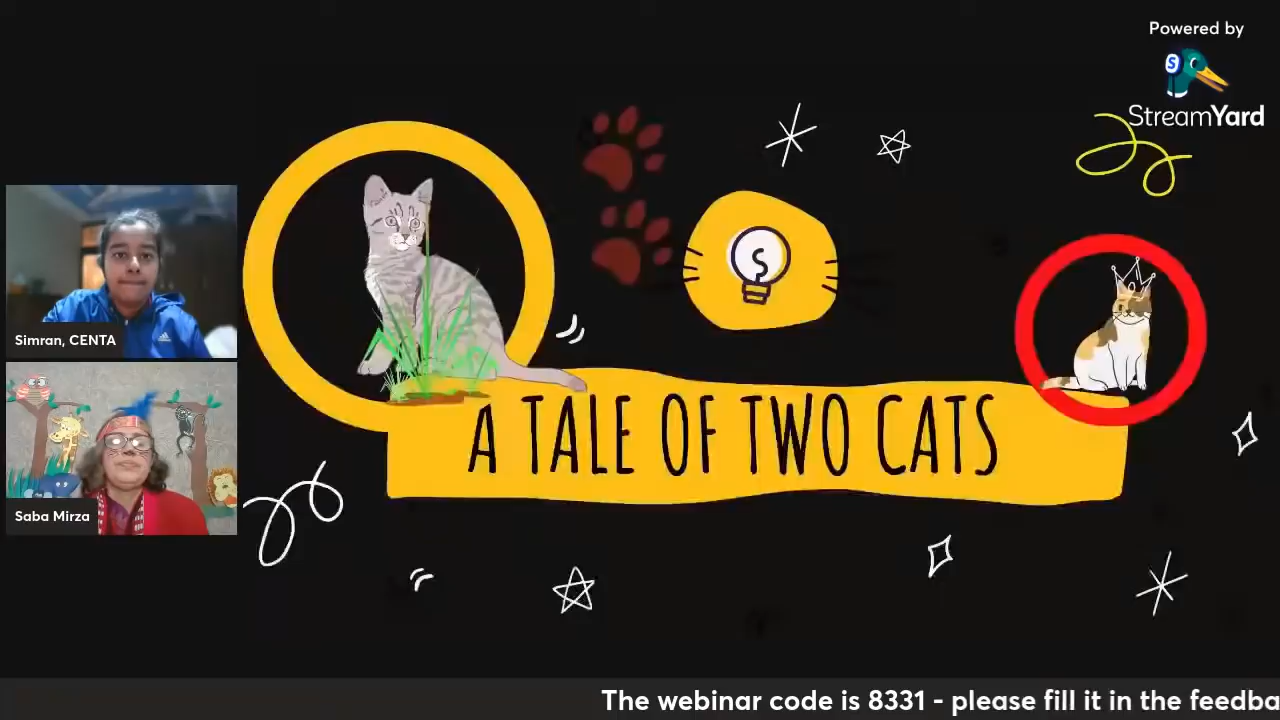 Powered by
StreamYard
Simran, CENTA
Saba Mirza
A TALE OF TWO CATS
The webinar code is 8331 - please fill it in the feedba